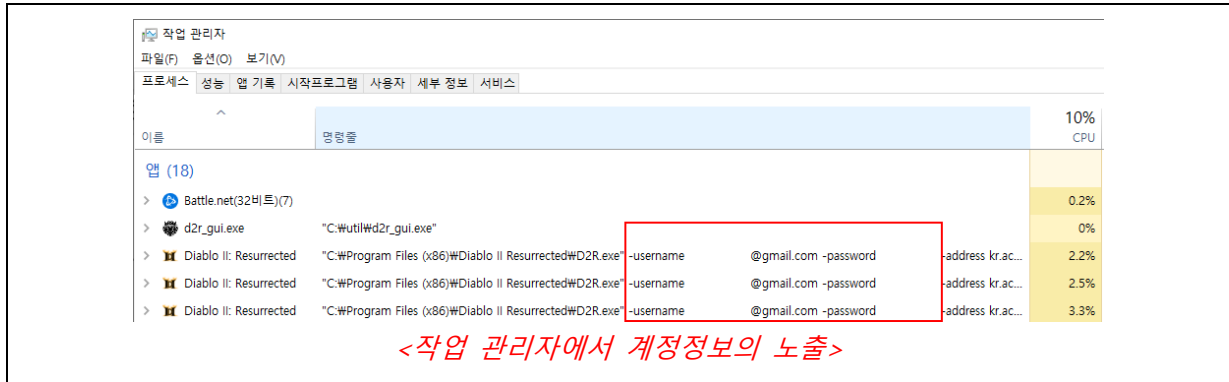 작업 관리자
파일(F) 옵션(O) 보기(V)
프로세스 성능 앱 기록 시작프로그램 사용자 세부 정보 서비스
10%
이름 명령줄 CPU
앱 (18)
Battle.net(32비트)(7) 0.2%
d2r_gui.exe "C:₩util₩d2r_gui.exe" 0%
Diablo II: Resurrected "C:₩Program Files (x86)₩Diablo II Resurrected₩D2R.exe" -username @gmail.com -password -address kr.ac... 2.2%
Diablo II: Resurrected "C:₩Program Files (x86)₩Diablo II Resurrected₩D2R.exe" -username @gmail.com -password -address kr.ac... 2.5%
Diablo II: Resurrected "C:₩Program Files (x86)₩Diablo II Resurrected₩D2R.exe" -username @gmail.com -password -address kr.ac... 3.3%
<작업 관리자에서 계정정보의 노출>